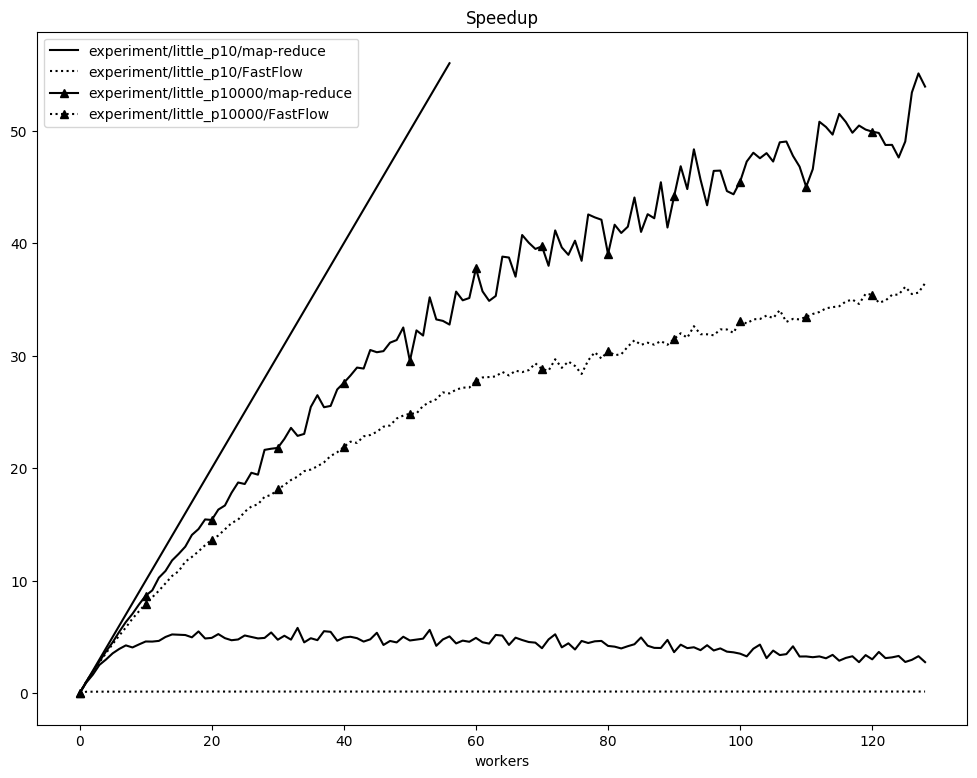 Speedup
experiment/little_p10/map-reduce
experiment/little_p10/FastFlow
experiment/little_p10000/map-reduce
experiment/little_p10000/FastFlow
50
40
30
20
10
0
0 20 40 60 80 100 120
workers